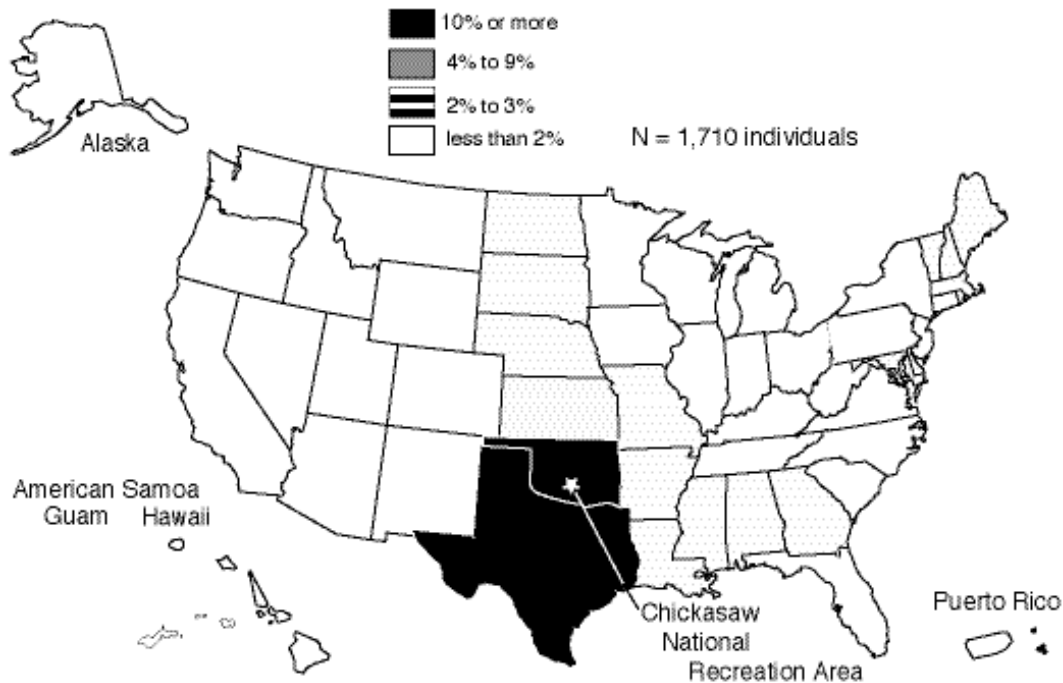 10% or more
4% to 9%
2% to 3%
less than 2%
N = 1,710 individuals
Alaska
American Samoa
Guam Hawaii
Chickasaw
National
Recreation Area
Puerto Rico